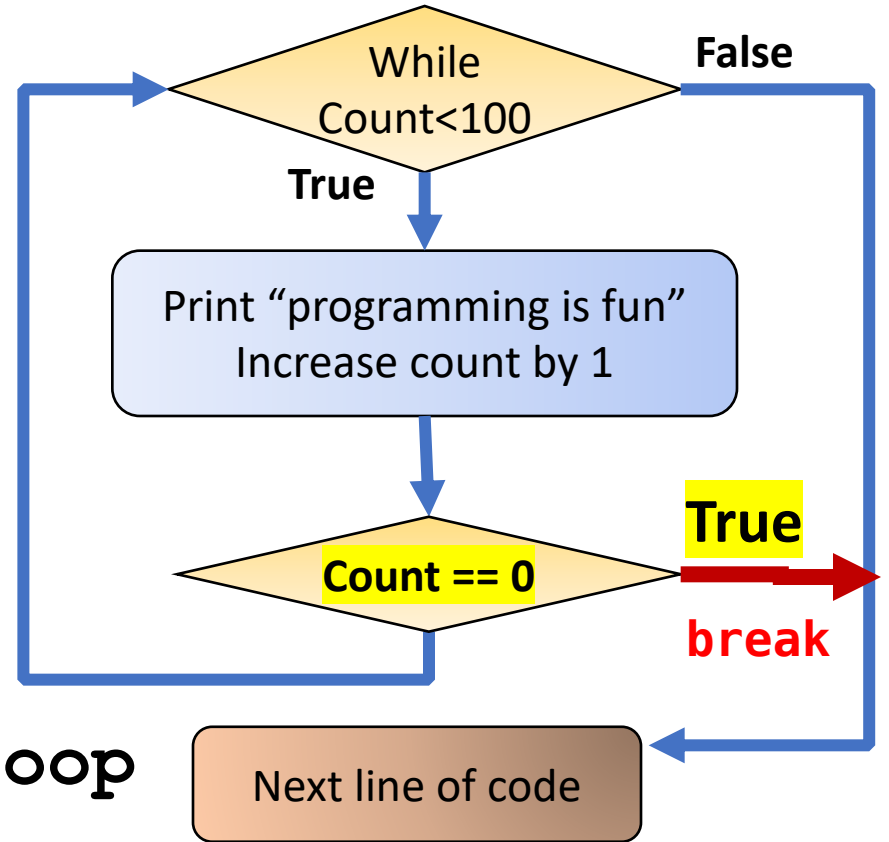 While
Count<100
False
True
Print “programming is fun”
Increase count by 1
True
Count == 0
break
oop
Next line of code